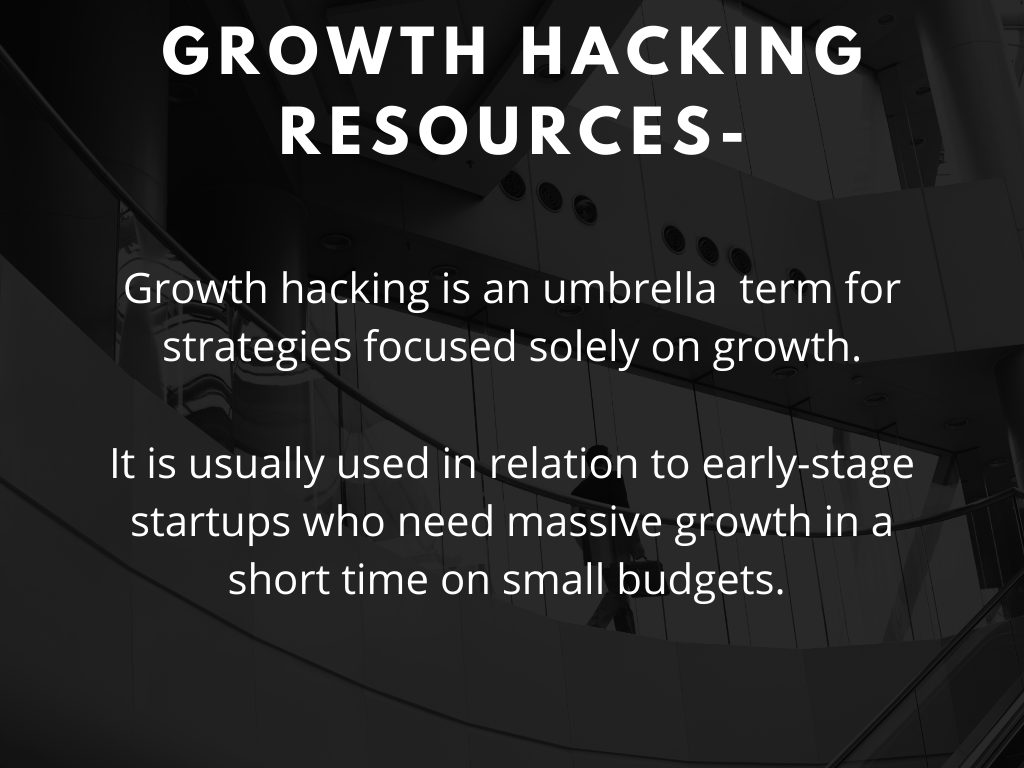 GROWTH HACKING
RESOURCES-
Growth hacking is an umbrella  term for
strategies focused solely on growth.
It is usually used in relation to early-stage
startups who need massive growth in a
short time on small budgets.